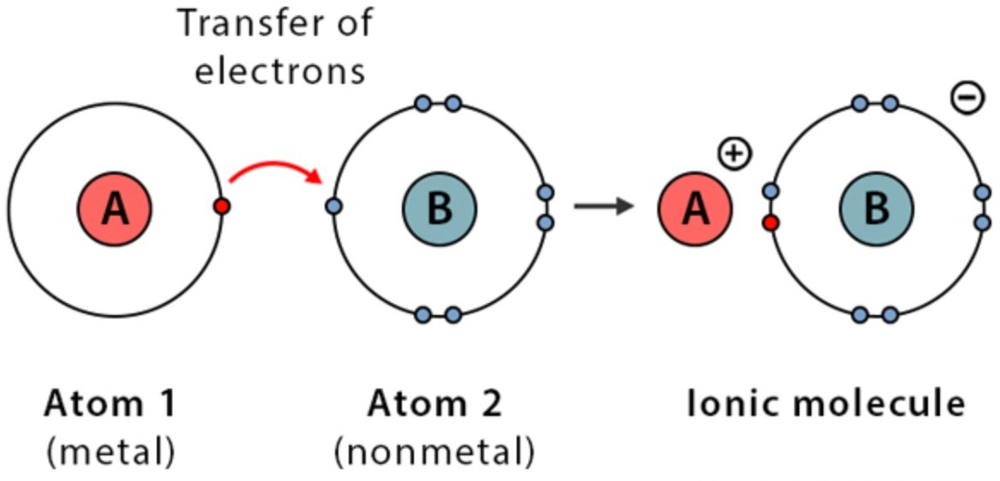 Transfer of
electrons
A
B
+
A
−
B
Atom 1
(metal)
Atom 2
(nonmetal)
Ionic molecule